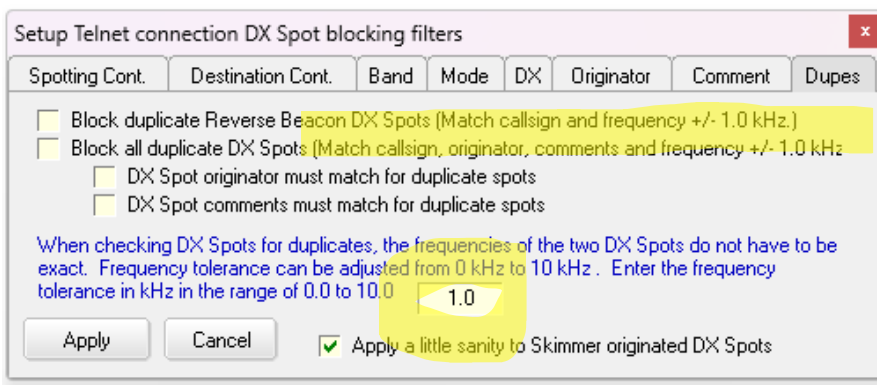 Setup Telnet connection DX Spot blocking filters
x
Spotting Cont. Destination Cont. Band Mode DX Originator Comment Dupes
Block duplicate Reverse Beacon DX Spots (Match callsign and frequency +/- 1.0 kHz.)
Block all duplicate DX Spots (Match callsign, originator, comments and frequency +/- 1.0 kHz
DX Spot originator must match for duplicate spots
DX Spot comments must match for duplicate spots
When checking DX Spots for duplicates, the frequencies of the two DX Spots do not have to be
exact. Frequency tolerance can be adjusted from 0 kHz to 10 kHz . Enter the frequency
tolerance in kHz in the range of 0.0 to 10.0 1.0
Apply Cancel Apply a little sanity to Skimmer originated DX Spots